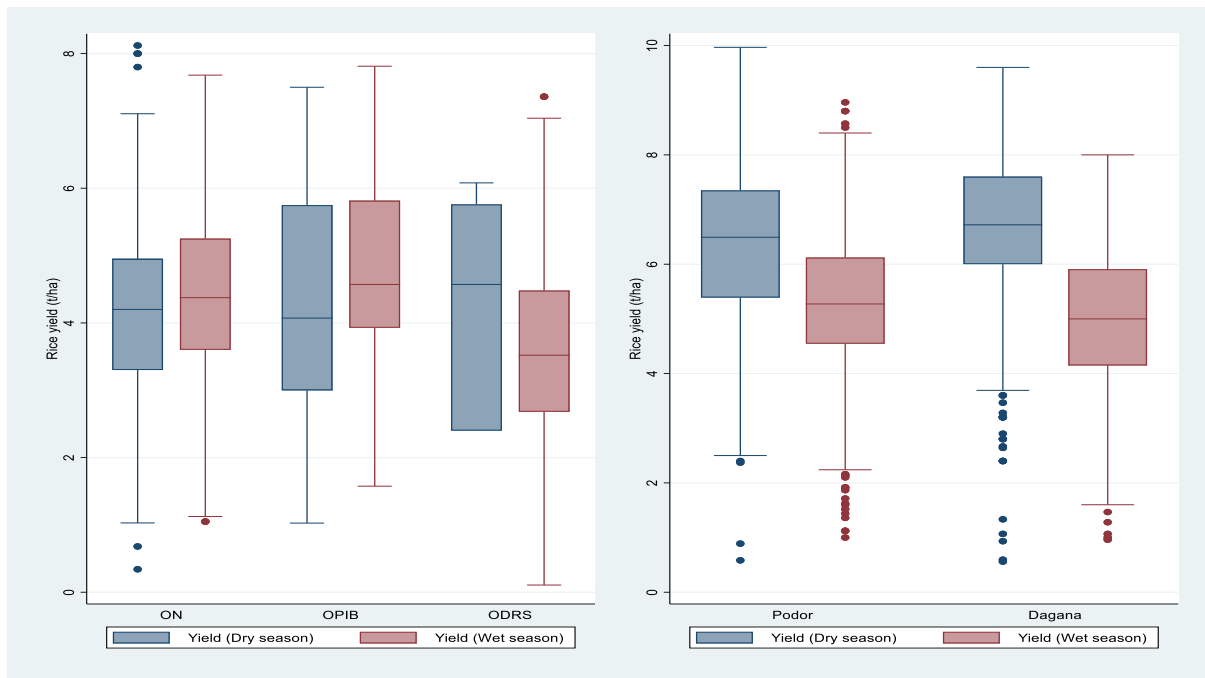 Rice yield (t/ha)
8
6
4
2
0
ON OPIB ODRS
Yield (Dry season) Yield (Wet season)
Rice yield (t/ha)
10
8
6
4
2
0
Podor Dagana
Yield (Dry season) Yield (Wet season)